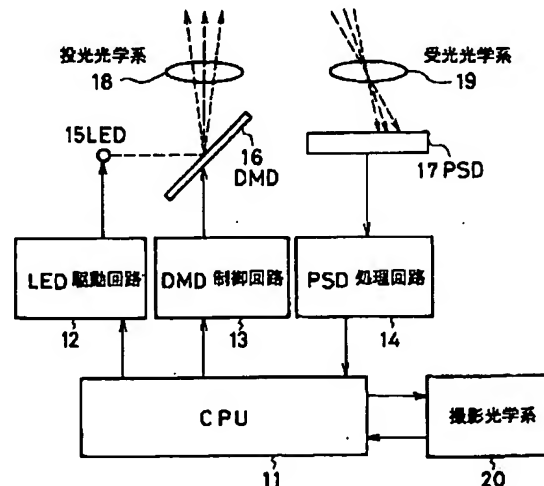 投光光学系
18
受光光学系
19
15LED
16
DMD
17 PSD
LED 駆動回路
12
DMD 制御回路
13
PSD 処理回路
14
CPU
11
撮影光学系
20